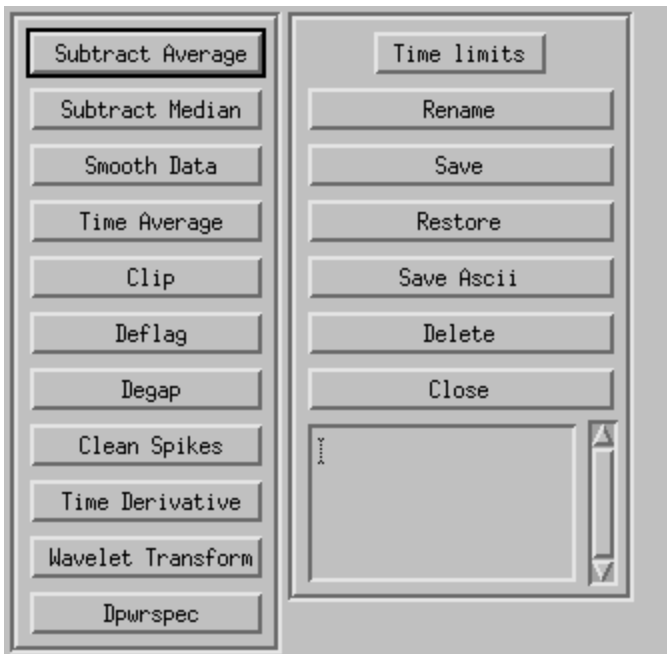 Subtract Average
Subtract Median
Smooth Data
Time Average
Clip
Deflag
Degap
Clean Spikes
Time Derivative
Wavelet Transform
Dpwrspec
Time limits
Rename
Save
Restore
Save Ascii
Delete
Close